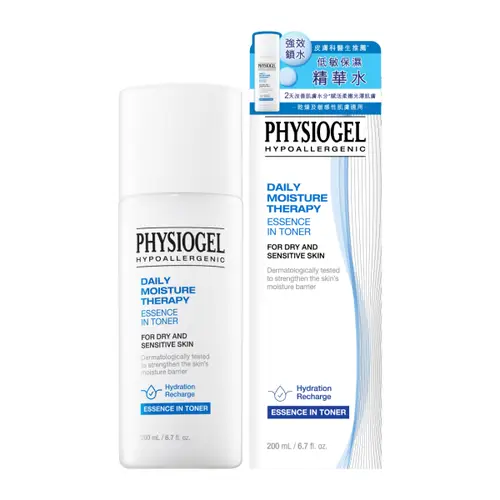 強效
鎖水
皮膚科醫生推薦
低敏保濕
精華水
2天改善肌膚水分^賦活柔嫩光澤肌膚
乾燥及敏感性肌膚適用
PHYSIOGEL
HYPOALLERGENIC
DAILY
MOISTURE
THERAPY
ESSENCE
IN TONER
FOR DRY AND
SENSITIVE SKIN
Dermatologically tested
to strengthen the skin's
moisture barrier
Hydration
Recharge
ESSENCE IN TONER
200 mL / 6.7 fl. oz.
PHYSIOGEL
HYPOALLERGENIC
DAILY
MOISTURE
THERAPY
ESSENCE
IN TONER
FOR DRY AND
SENSITIVE SKIN
Dermatologically tested
to strengthen the skin's
moisture barrier
Hydration
Recharge
ESSENCE IN TONER
200 mL / 6.7 fl. oz.